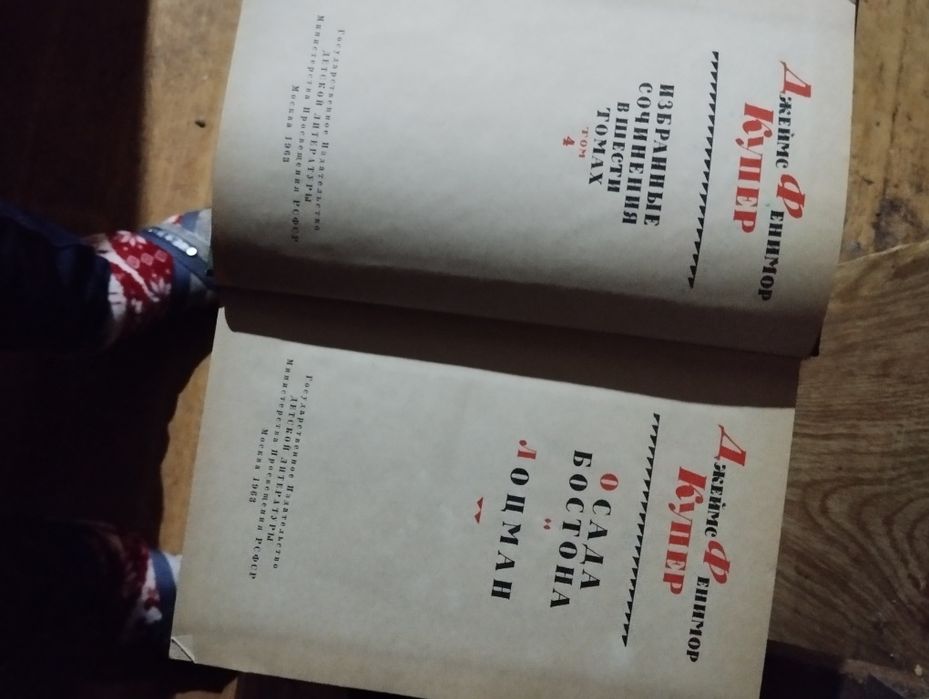 Джеймс Фенимор
Купер
ИЗБРАННЫЕ
СОЧИНЕНИЯ
В ШЕСТИ
ТОМАХ
ТОМ
4
Государственное Издательство
ДЕТСКОЙ ЛИТЕРАТУРЫ
Министерства Просвещения РСФСР
Москва 1963
Джеймс Фенимор
Купер
ОСАДА
БОСТОНА
ЛОЦМАН
Государственное Издательство
ДЕТСКОЙ ЛИТЕРАТУРЫ
Министерства Просвещения РСФСР
Москва 1963